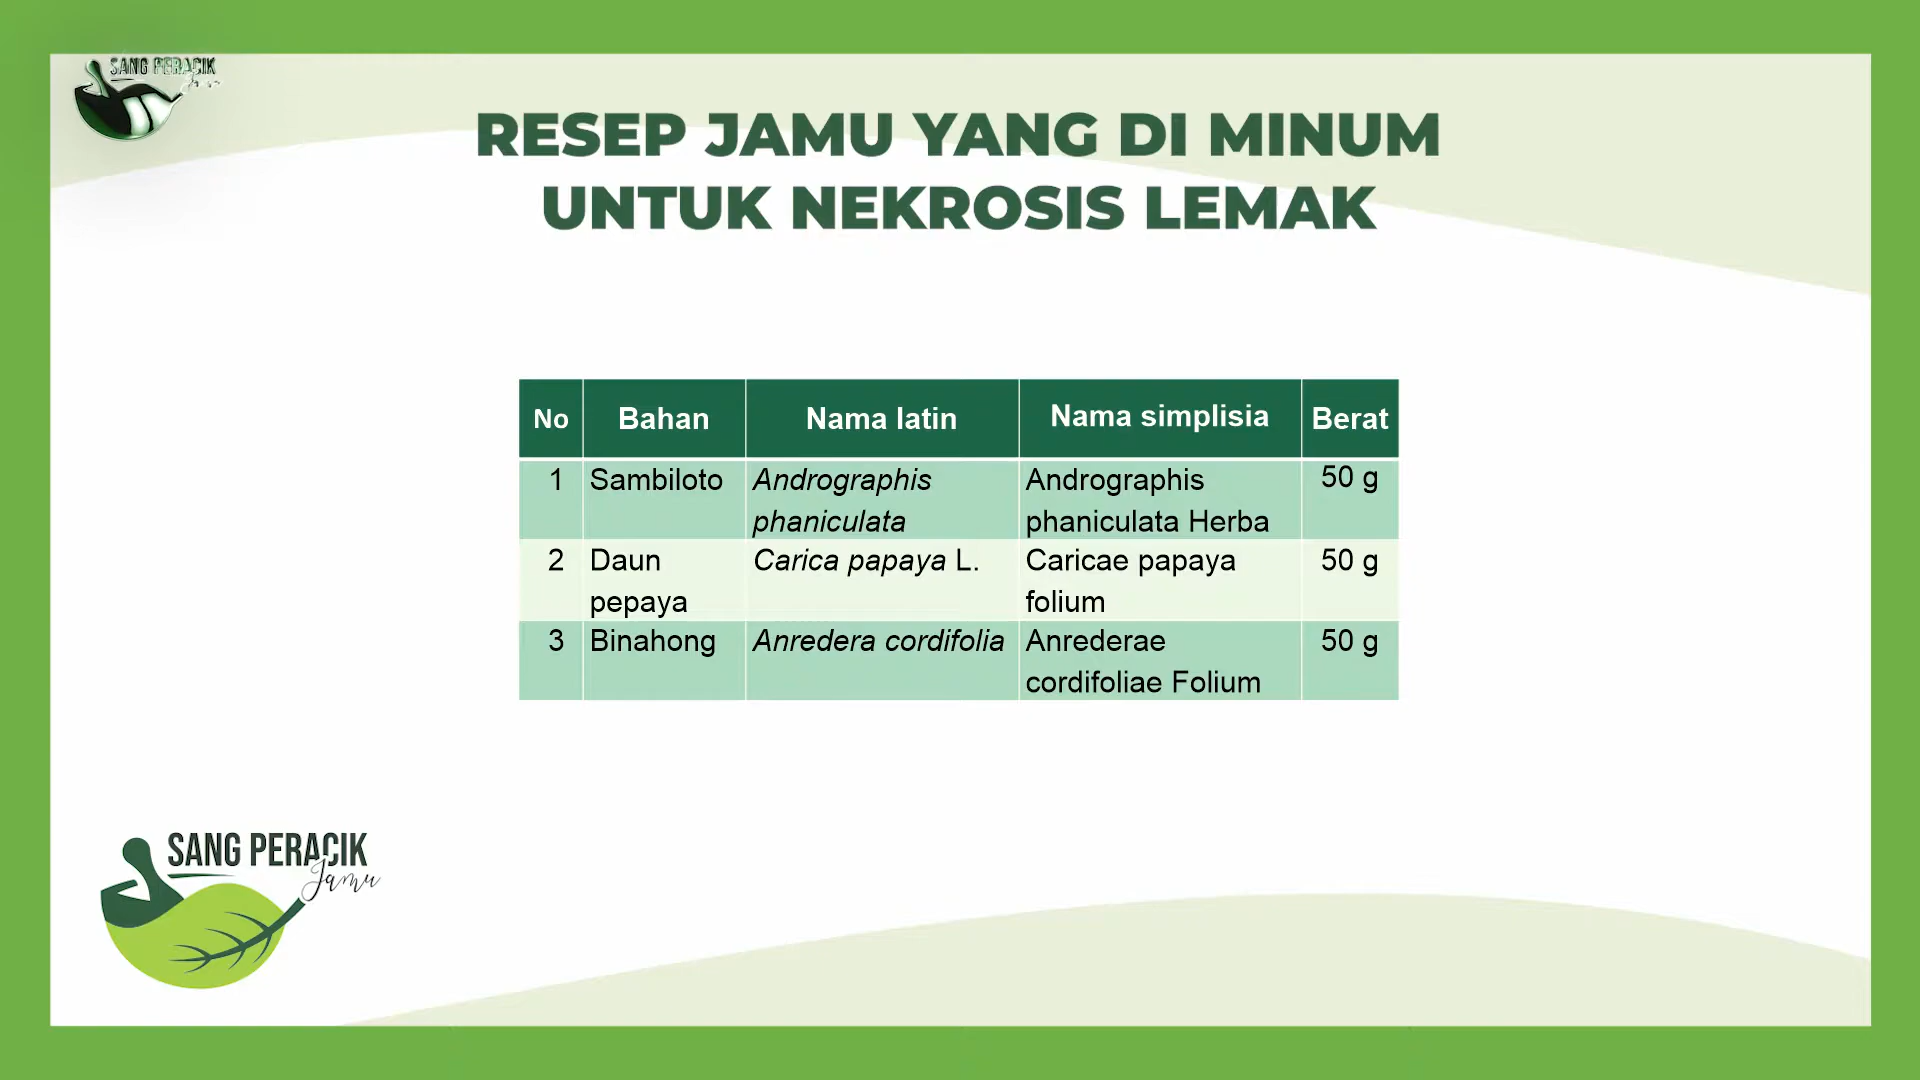 SANG PERACIK
Jamu
RESEP JAMU YANG DI MINUM
UNTUK NEKROSIS LEMAK
No Bahan Nama latin Nama simplisia Berat
1 Sambiloto Andrographis phaniculata Andrographis phaniculata Herba 50 g
2 Daun pepaya Carica papaya L. Caricae papaya folium 50 g
3 Binahong Anredera cordifolia Anrederae cordifoliae Folium 50 g
SANG PERACIK
Jamu